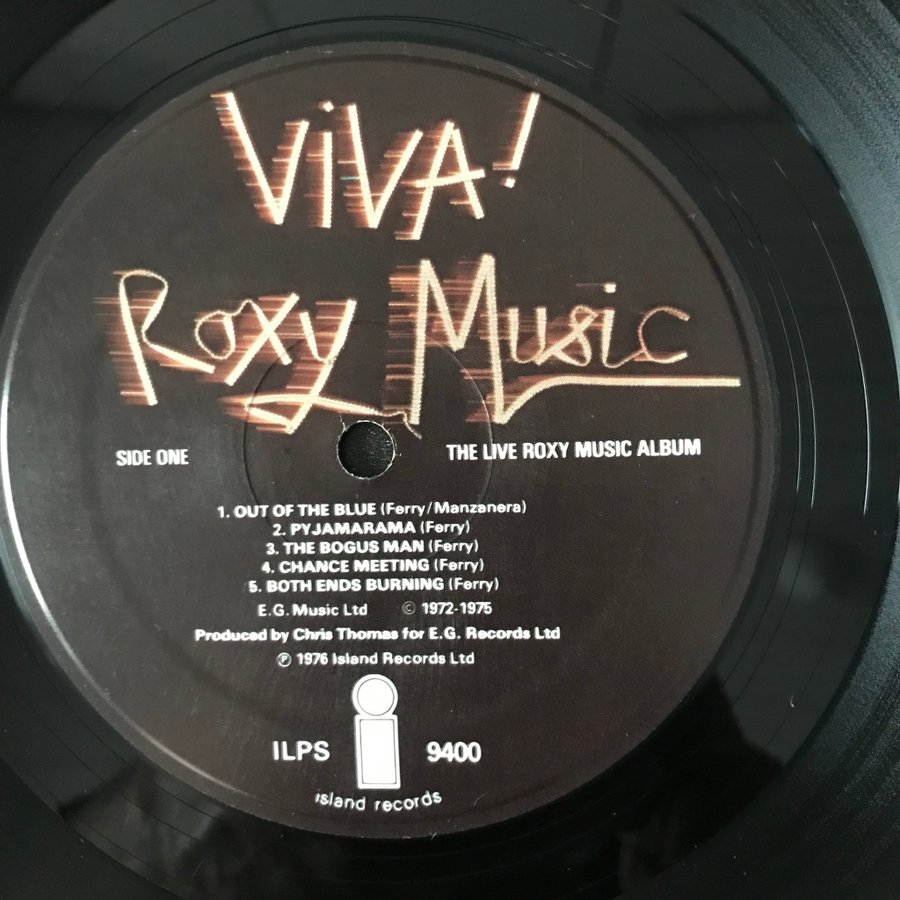 ViVA!
Roxy Music
SIDE ONE
THE LIVE ROXY MUSIC ALBUM
1. OUT OF THE BLUE (Ferry/Manzanera)
2. PYJAMARAMA (Ferry)
3. THE BOGUS MAN (Ferry)
4. CHANCE MEETING (Ferry)
5. BOTH ENDS BURNING (Ferry)
E.G. Music Ltd © 1972-1975
Produced by Chris Thomas for E.G. Records Ltd
℗ 1976 Island Records Ltd
ILPS i 9400
island records